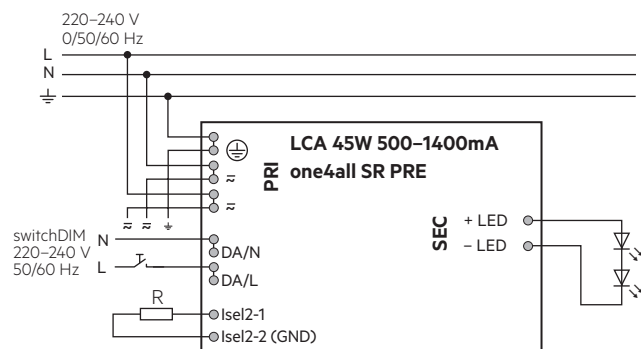 220–240 V
0/50/60 Hz
L
N
LCA 45W 500–1400mA
one4all SR PRE
PRI
SEC
+ LED
– LED
switchDIM
220–240 V
50/60 Hz
N
L
DA/N
DA/L
R
Isel2-1
Isel2-2 (GND)